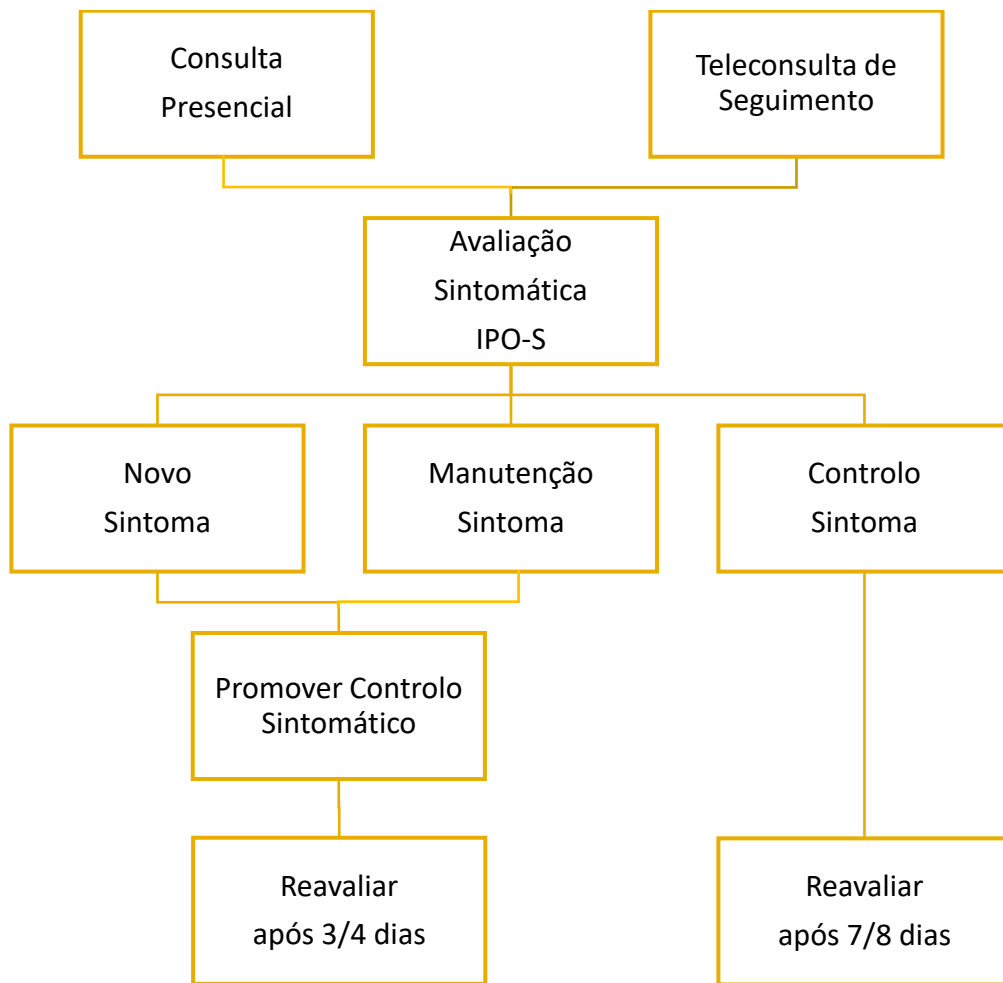 Consulta
Presencial
Teleconsulta de
Seguimento
Avaliação
Sintomática
IPO-S
Novo
Sintoma
Manutenção
Sintoma
Controlo
Sintoma
Promover Controlo
Sintomático
Reavaliar
após 3/4 dias
Reavaliar
após 7/8 dias